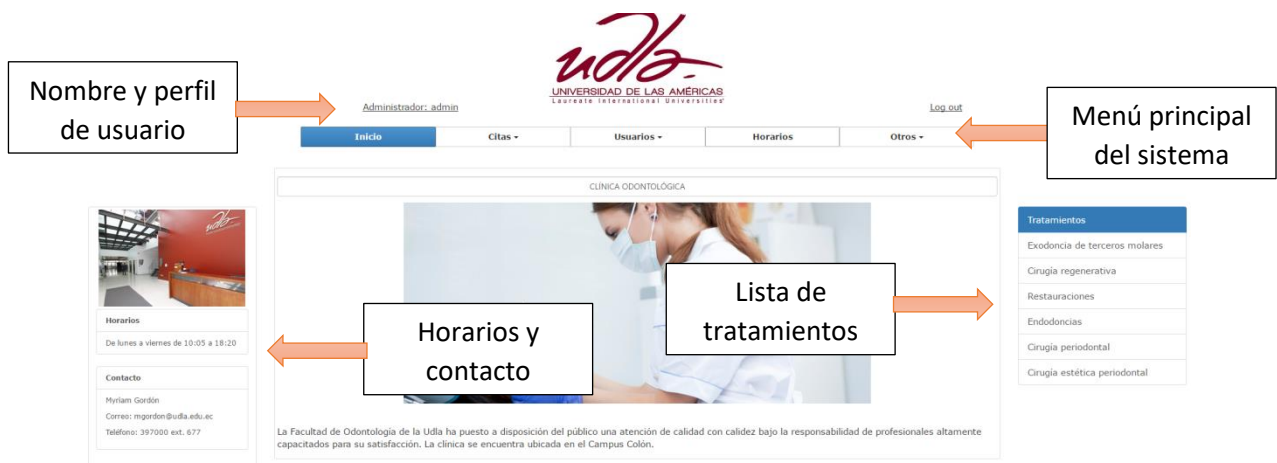 udla-
UNIVERSIDAD DE LAS AMÉRICAS
Laureate International Universities
Nombre y perfil
de usuario
Administrador: admin
Log out
Menú principal
del sistema
Inicio
Citas
Usuarios
Horarios
Otros
CLÍNICA ODONTOLÓGICA
udla-
Horarios
De lunes a viernes de 10:05 a 18:20
Contacto
Myriam Gordón
Correo: mgordon@udla.edu.ec
Teléfono: 397000 ext. 677
Horarios y
contacto
Lista de
tratamientos
Tratamientos
Exodoncia de terceros molares
Cirugía regenerativa
Restauraciones
Endodoncias
Cirugía periodontal
Cirugía estética periodontal
La Facultad de Odontología de la Udla ha puesto a disposición del público una atención de calidad con calidez bajo la responsabilidad de profesionales altamente
capacitados para su satisfacción. La clínica se encuentra ubicada en el Campus Colón.